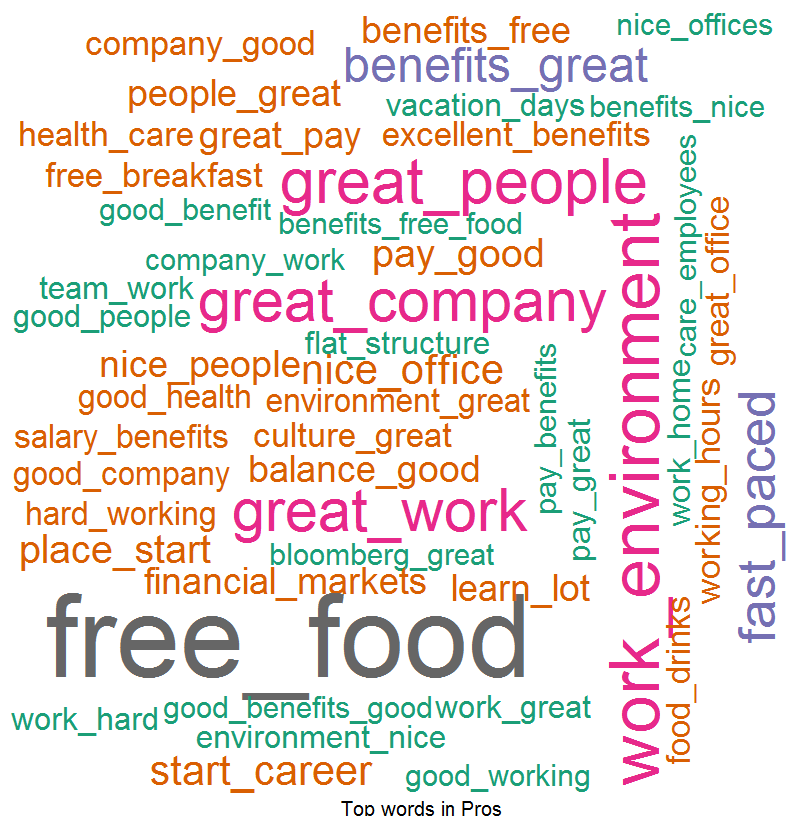 company_good
benefits_free
nice_offices
benefits_great
people_great
vacation_days
benefits_nice
health_care
great_pay
excellent_benefits
free_breakfast
great_people
good_benefit
benefits_free_food
company_work
pay_good
team_work
great_company
good_people
flat_structure
nice_people
nice_office
good_health
environment_great
salary_benefits
culture_great
good_company
balance_good
hard_working
great_work
place_start
bloomberg_great
financial_markets
learn_lot
free_food
work_hard
good_benefits_good
work_great
environment_nice
start_career
good_working
pay_benefits
pay_great
work_environment
care_employees
work_home
great_office
working_hours
food_drinks
fast_paced
Top words in Pros